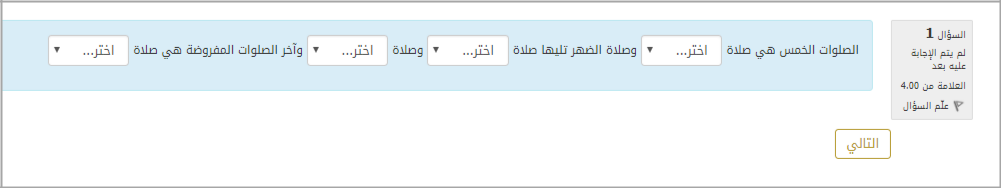 السؤال 1
لم يتم الإجابة
عليه بعد
العلامة من 4.00
علّم السؤال
الصلوات الخمس هي صلاة اختر... وصلاة الضهر تليها صلاة اختر... وصلاة اختر... وآخر الصلوات المفروضة هي صلاة اختر...
التالي